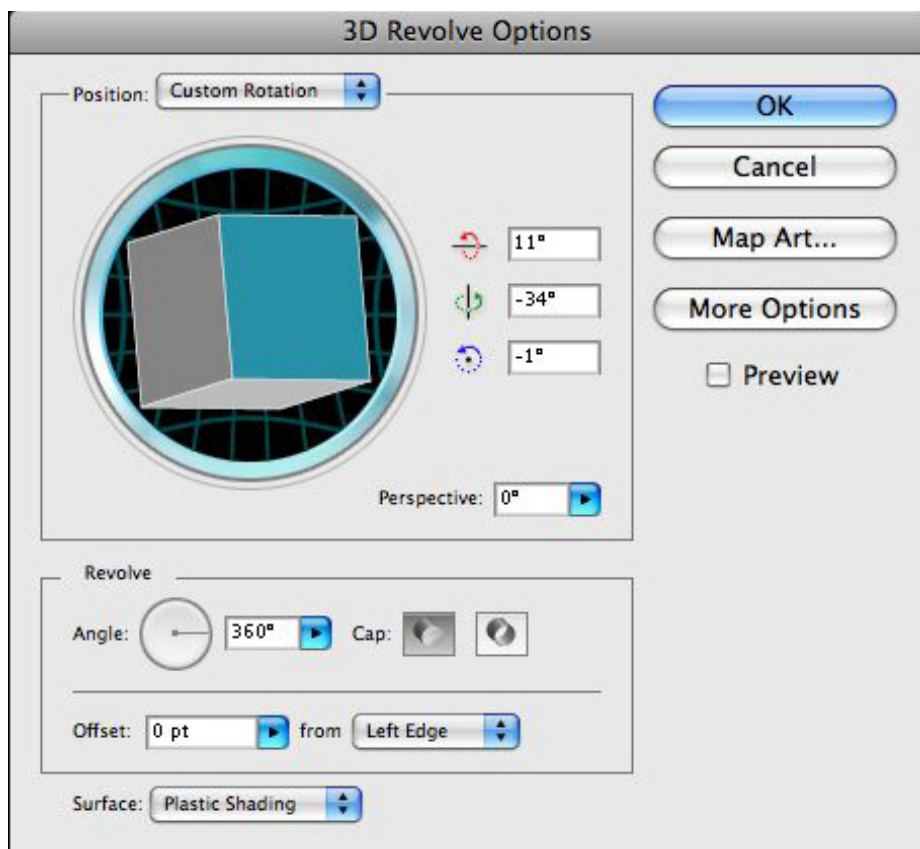 3D Revolve Options
Position: Custom Rotation
OK
Cancel
Map Art...
More Options
Preview
11°
-34°
-1°
Perspective: 0°
Revolve
Angle: 360° Cap:
Offset: 0 pt from Left Edge
Surface: Plastic Shading